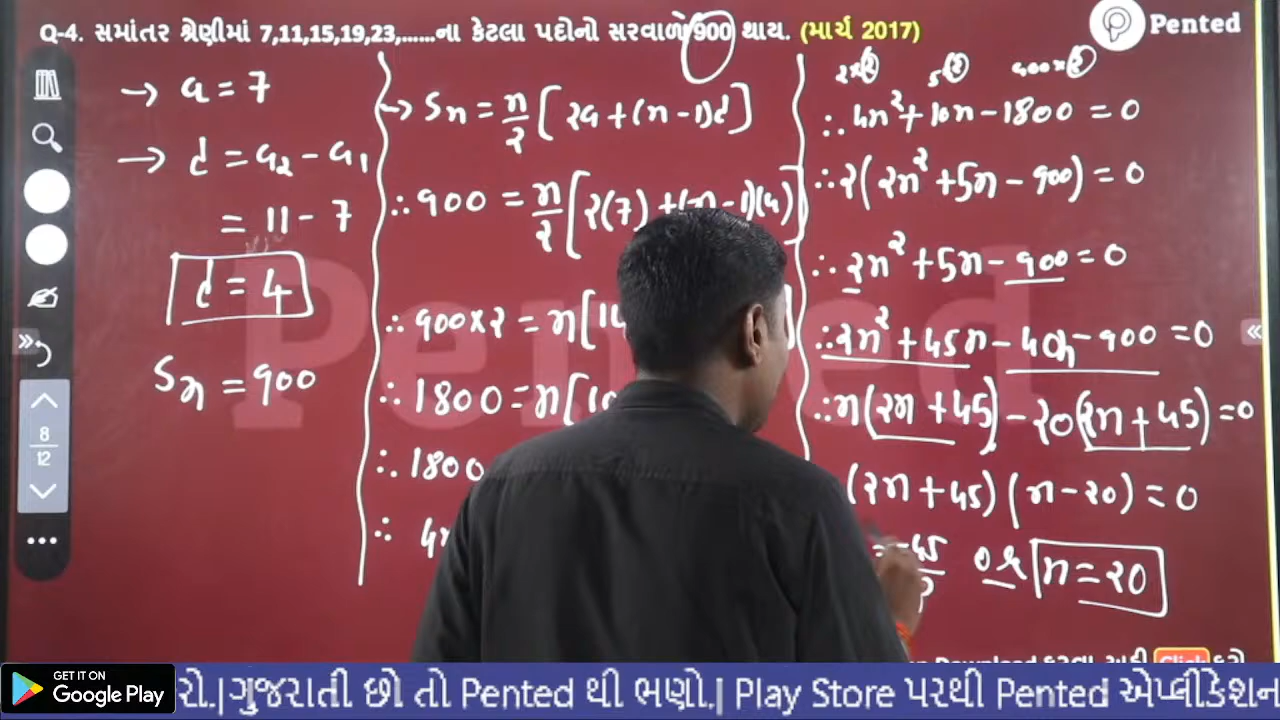 Q-4. સમાંતર શ્રેણીમાં 7,11,15,19,23,......ના કેટલા પદોનો સરવાળો 900 થાય. (માર્ચ 2017)
Pented
→ a = 7
→ d = a₂ - a₁
= 11 - 7
d = 4
Sn = 900
→ Sn = n/2 [ 2a + (n-1)d ]
∴ 900 = n/2 [ 2(7) + (n-1)(4) ]
∴ 900 × 2 = n[
∴ 1800 = n[
∴ 1800
∴
∴ 4n² + 10n - 1800 = 0
∴ 2(2n² + 5n - 900) = 0
∴ 2n² + 5n - 900 = 0
∴ 2n² + 45n - 40n - 900 = 0
∴ n(2n + 45) - 20(2n + 45) = 0
(2n + 45)(n - 20) = 0
or n = 20
8
12
Pented
GET IT ON
Google Play
રો.|ગુજરાતી છો તો Pented થી ભણો.| Play Store પરથી Pented એપ્લીકેશન